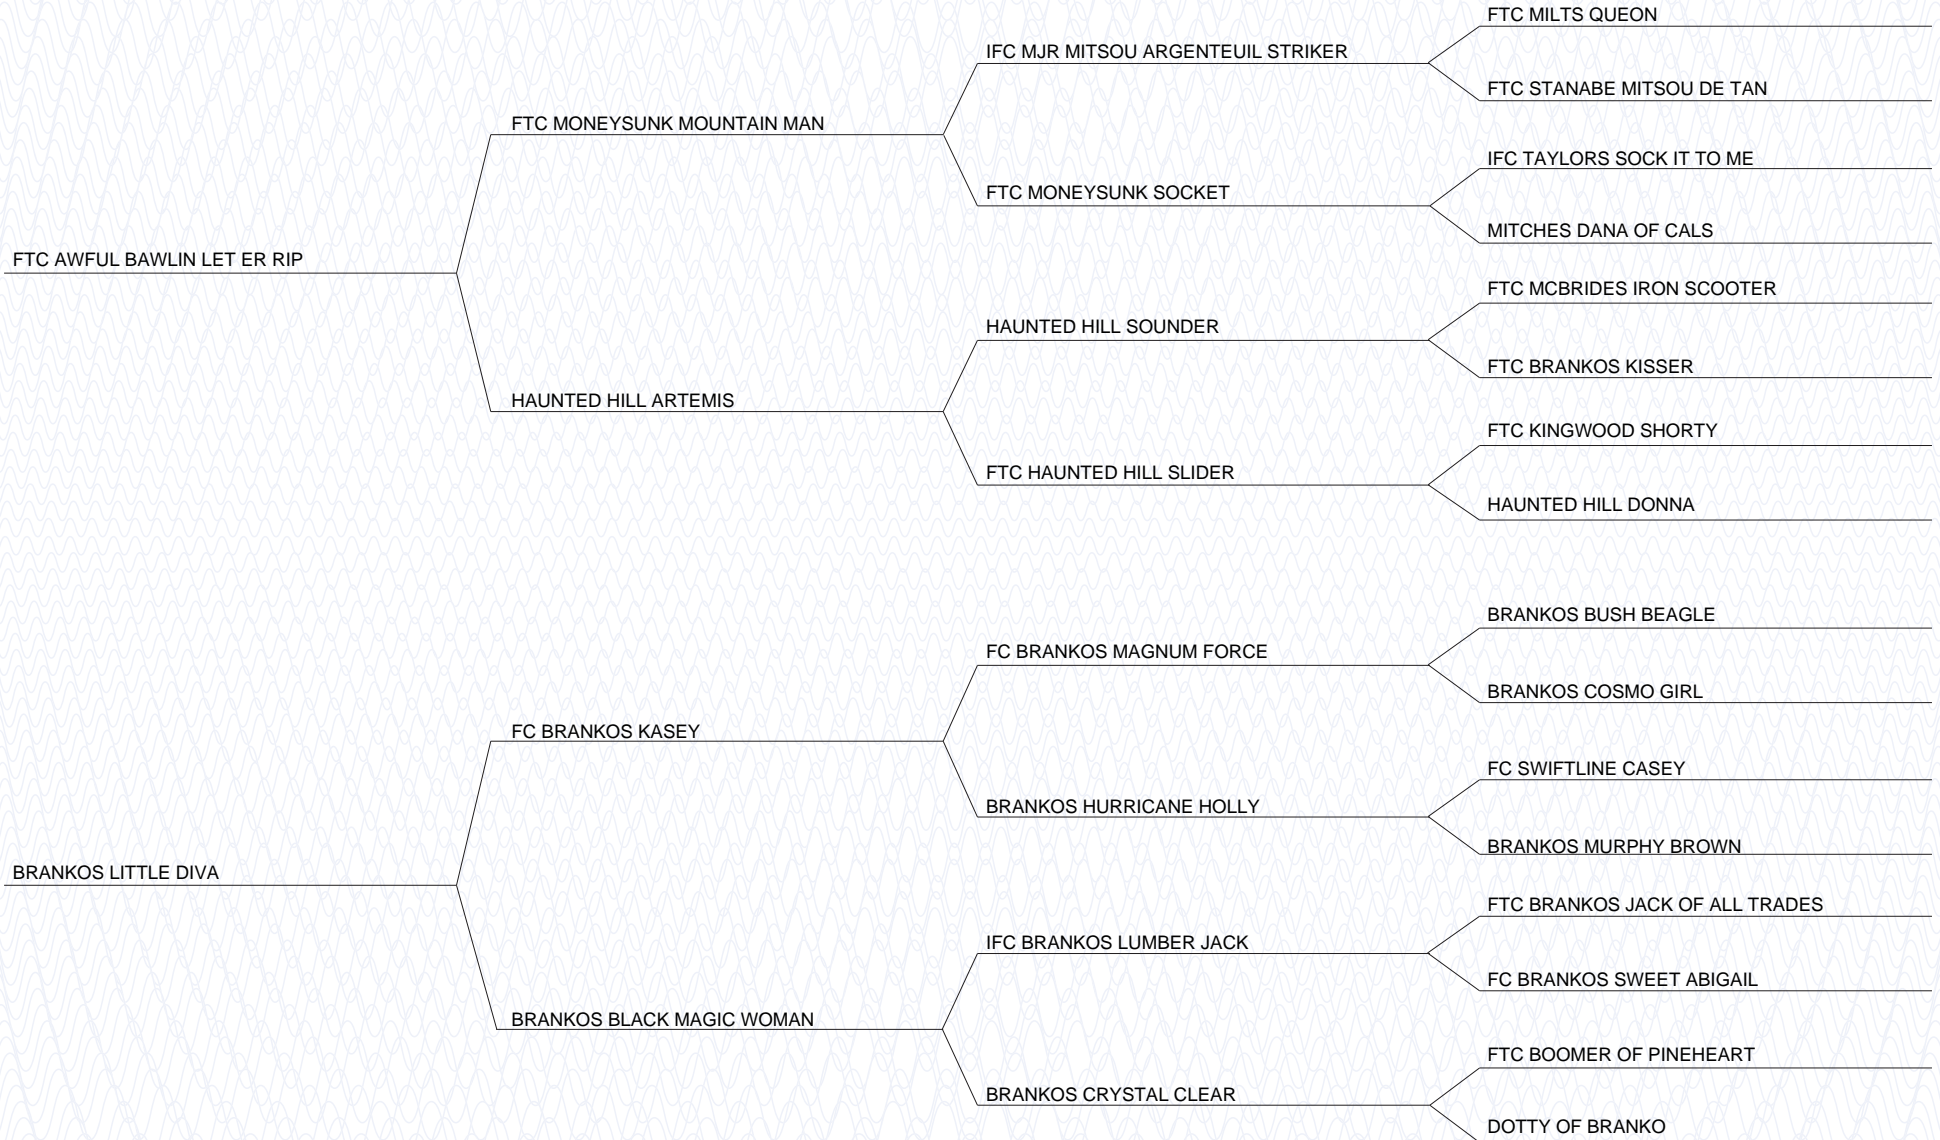 FTC MILTS QUEON
IFC MJR MITSOU ARGENTEUIL STRIKER
FTC STANABE MITSOU DE TAN
FTC MONEYSUNK MOUNTAIN MAN
IFC TAYLORS SOCK IT TO ME
FTC MONEYSUNK SOCKET
MITCHES DANA OF CALS
FTC AWFUL BAWLIN LET ER RIP
FTC MCBRIDES IRON SCOOTER
HAUNTED HILL SOUNDER
FTC BRANKOS KISSER
HAUNTED HILL ARTEMIS
FTC KINGWOOD SHORTY
FTC HAUNTED HILL SLIDER
HAUNTED HILL DONNA
BRANKOS BUSH BEAGLE
FC BRANKOS MAGNUM FORCE
BRANKOS COSMO GIRL
FC BRANKOS KASEY
FC SWIFTLINE CASEY
BRANKOS HURRICANE HOLLY
BRANKOS MURPHY BROWN
BRANKOS LITTLE DIVA
FTC BRANKOS JACK OF ALL TRADES
IFC BRANKOS LUMBER JACK
FC BRANKOS SWEET ABIGAIL
BRANKOS BLACK MAGIC WOMAN
FTC BOOMER OF PINEHEART
BRANKOS CRYSTAL CLEAR
DOTTY OF BRANKO